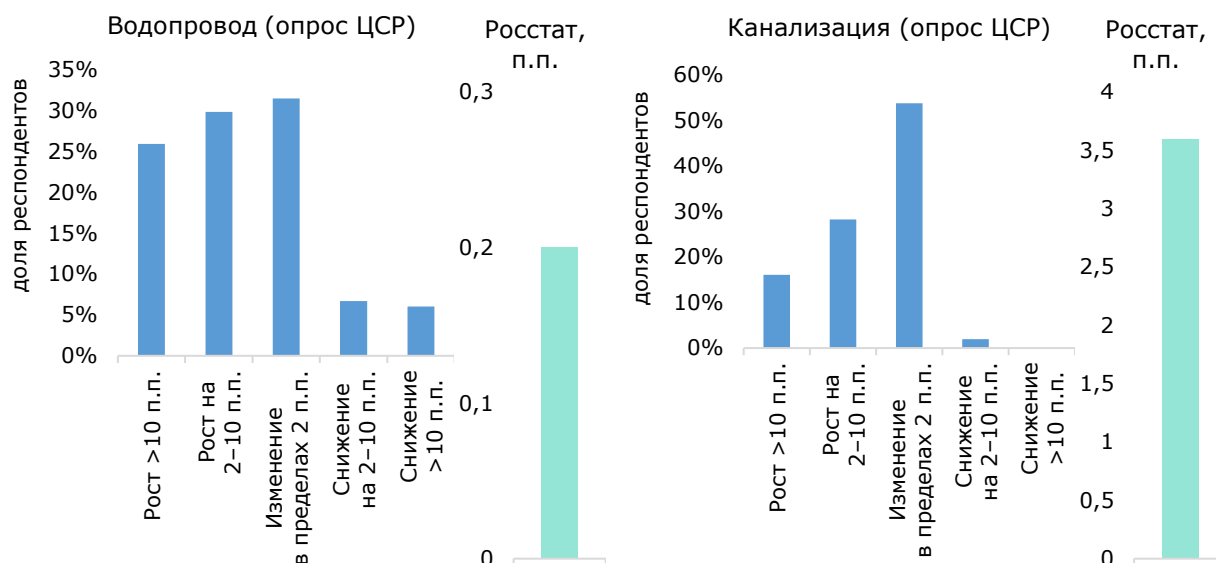 Водопровод (опрос ЦСР)
доля респондентов
35%
30%
25%
20%
15%
10%
5%
0%
Рост >10 п.п.
Рост на
2–10 п.п.
Изменение
в пределах 2 п.п.
Снижение
на 2–10 п.п.
Снижение
>10 п.п.
Росстат,
п.п.
0,3
0,2
0,1
0
Канализация (опрос ЦСР)
доля респондентов
60%
50%
40%
30%
20%
10%
0%
Рост >10 п.п.
Рост на
2–10 п.п.
Изменение
в пределах 2 п.п.
Снижение
на 2–10 п.п.
Снижение
>10 п.п.
Росстат,
п.п.
4
3,5
3
2,5
2
1,5
1
0,5
0